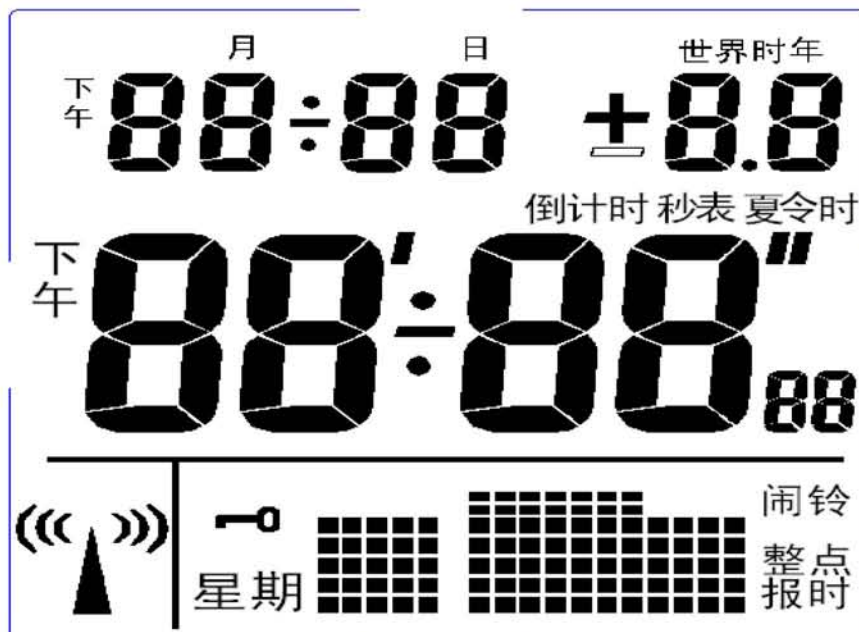 月 日 世界时年
下午 88÷88 ±8.8
倒计时 秒表 夏令时
下午 88'÷88" 88
闹铃
星期 整点
报时